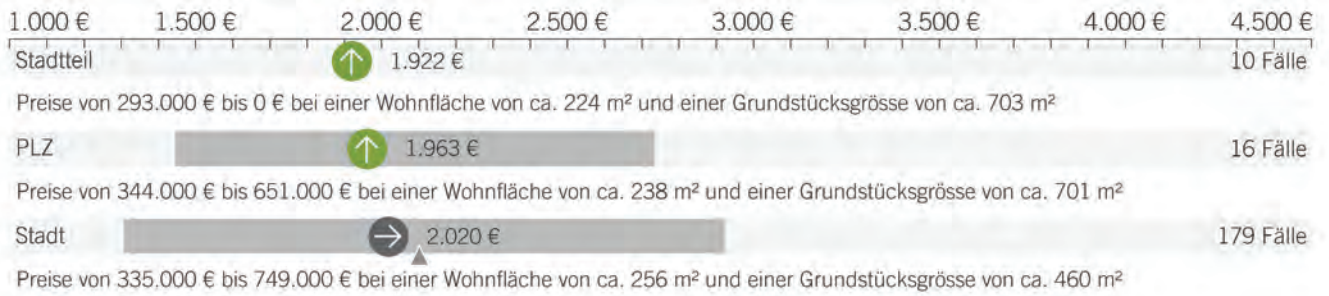 1.000 € 1.500 € 2.000 € 2.500 € 3.000 € 3.500 € 4.000 € 4.500 €
Stadtteil 1.922 € 10 Fälle
Preise von 293.000 € bis 0 € bei einer Wohnfläche von ca. 224 m² und einer Grundstücksgrösse von ca. 703 m²
PLZ 1.963 € 16 Fälle
Preise von 344.000 € bis 651.000 € bei einer Wohnfläche von ca. 238 m² und einer Grundstücksgrösse von ca. 701 m²
Stadt 2.020 € 179 Fälle
Preise von 335.000 € bis 749.000 € bei einer Wohnfläche von ca. 256 m² und einer Grundstücksgrösse von ca. 460 m²